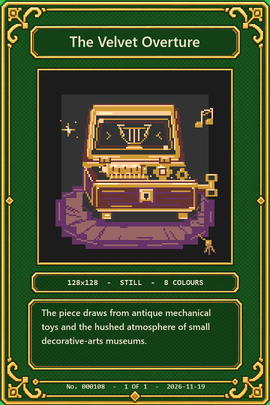 The Velvet Overture
128x128 - STILL - 8 COLOURS
The piece draws from antique mechanical
toys and the hushed atmosphere of small
decorative-arts museums.
No. 000108 - 1 OF 1 - 2026-11-19